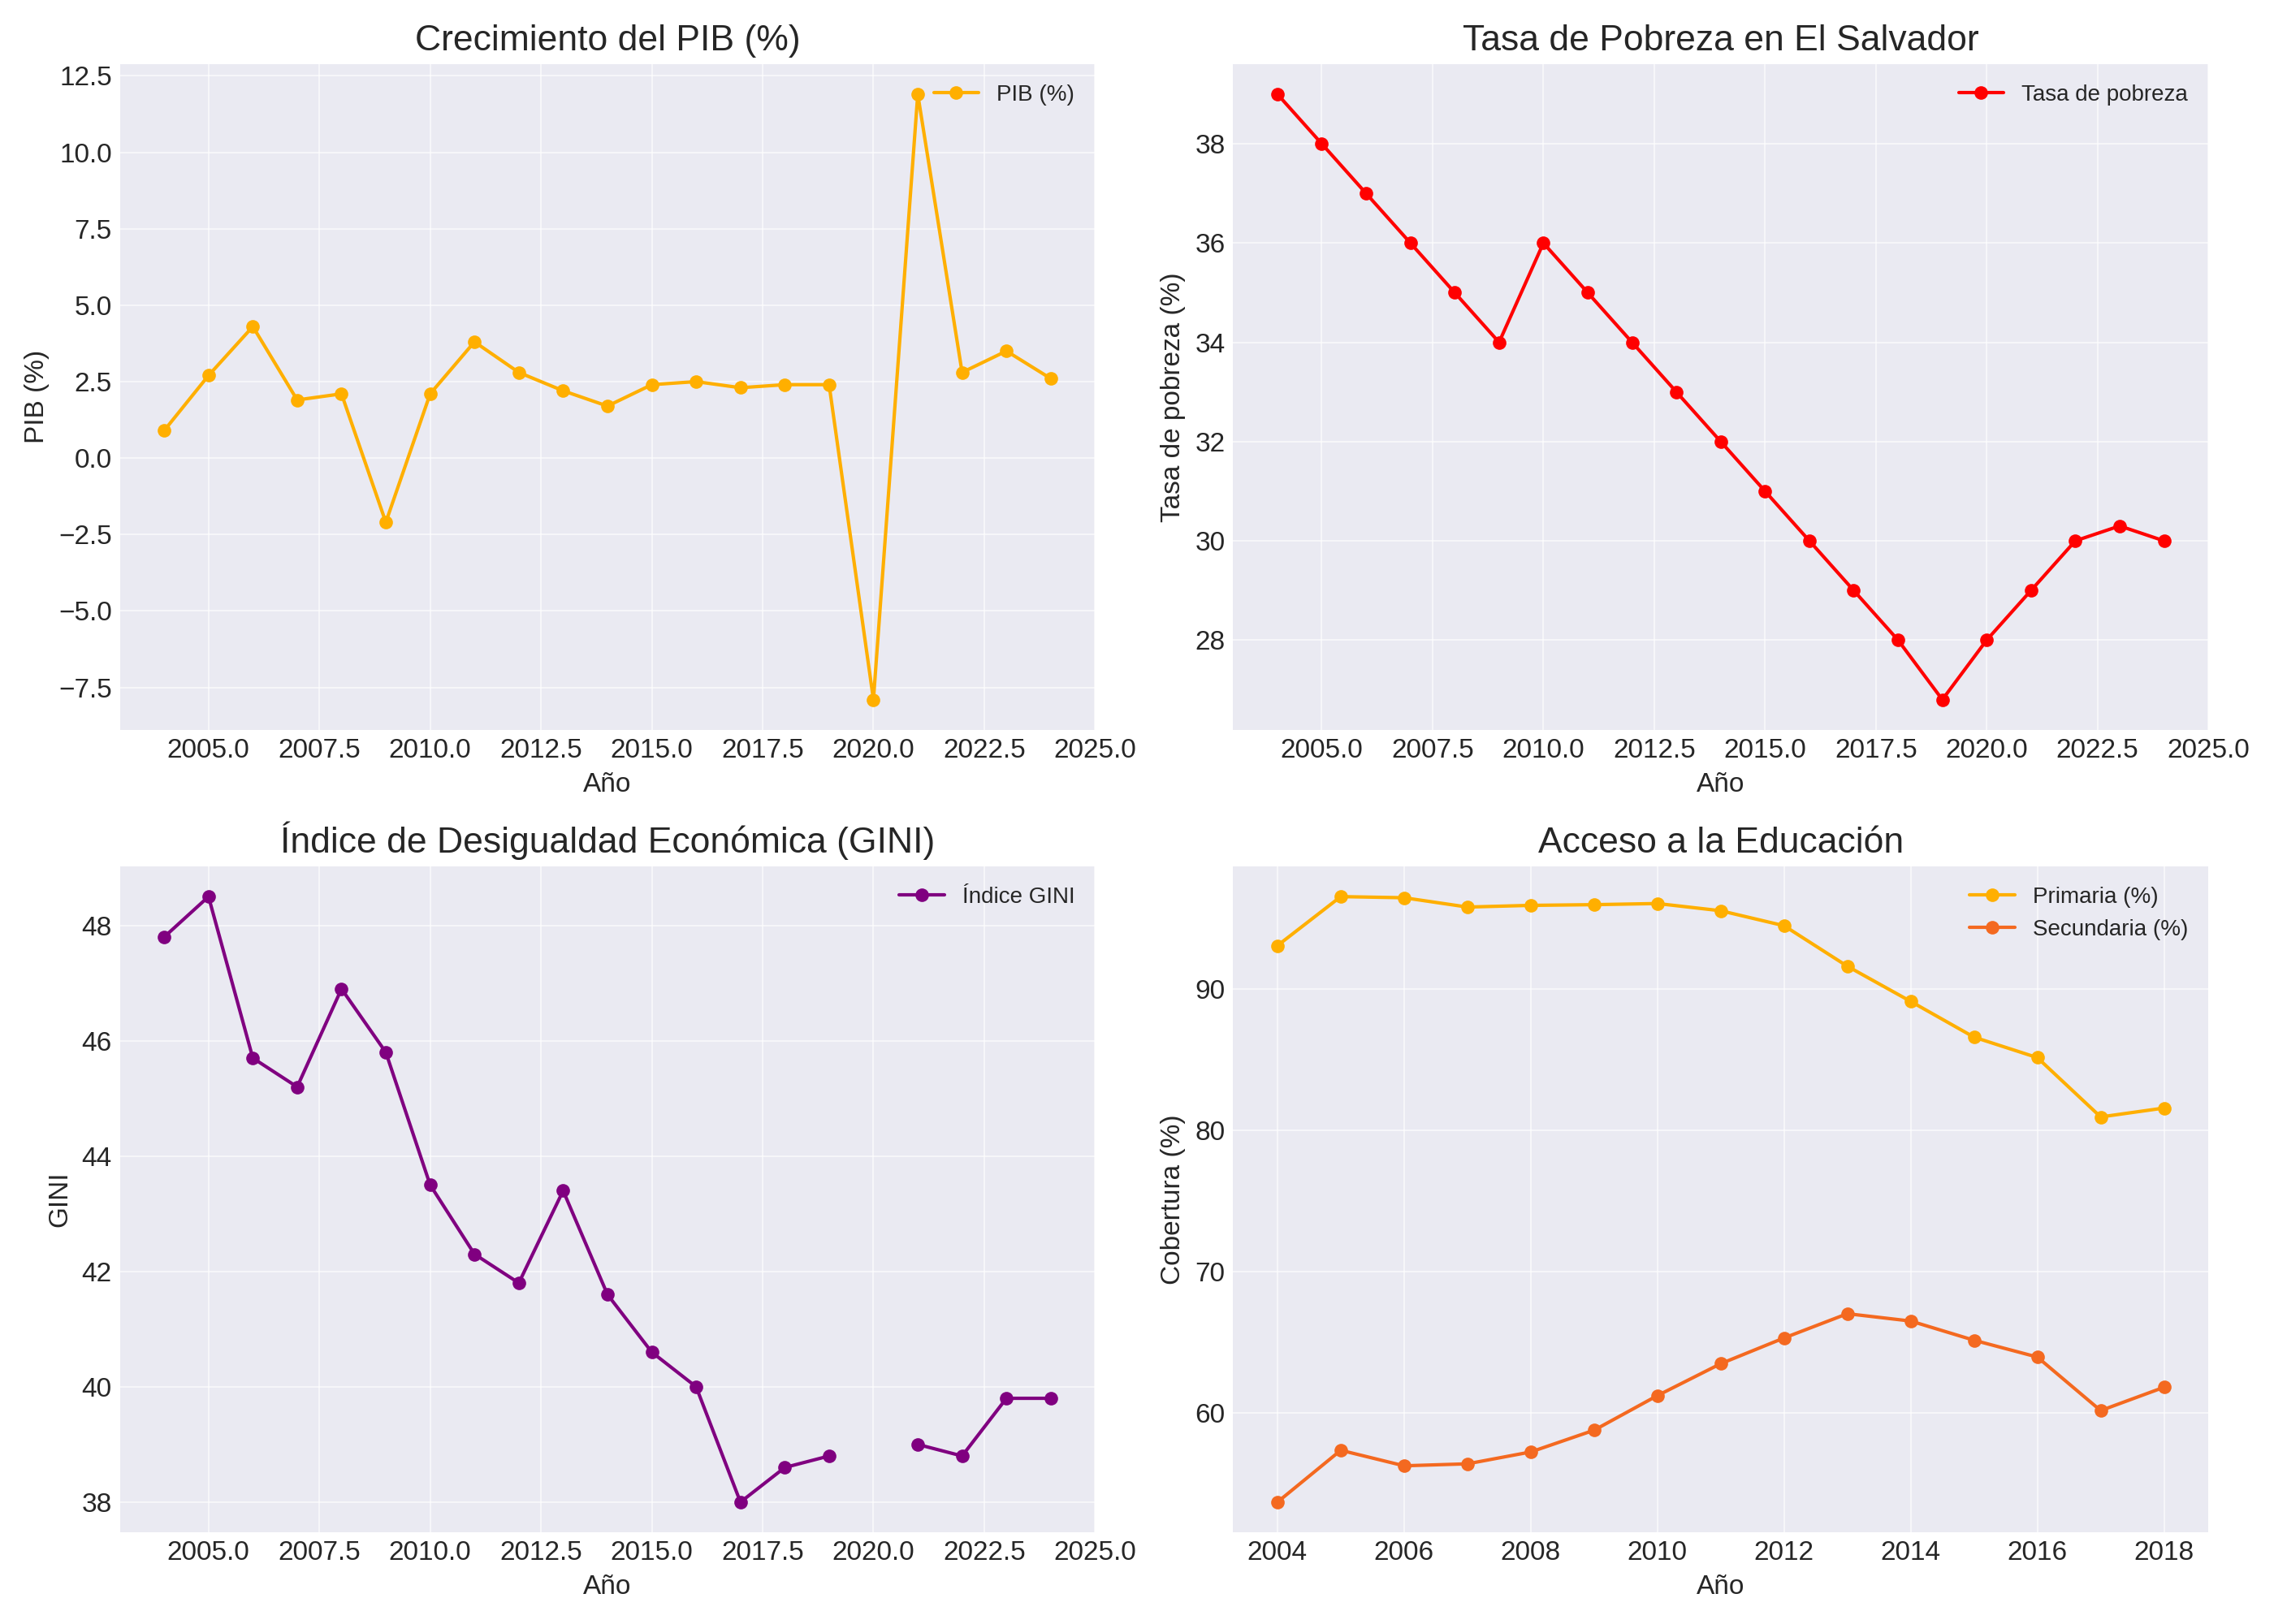 Crecimiento del PIB (%)
PIB (%)
12.5
10.0
7.5
5.0
2.5
0.0
−2.5
−5.0
−7.5
PIB (%)
2005.0 2007.5 2010.0 2012.5 2015.0 2017.5 2020.0 2022.5 2025.0
Año
Tasa de Pobreza en El Salvador
Tasa de pobreza
38
36
34
32
30
28
Tasa de pobreza (%)
2005.0 2007.5 2010.0 2012.5 2015.0 2017.5 2020.0 2022.5 2025.0
Año
Índice de Desigualdad Económica (GINI)
Índice GINI
48
46
44
42
40
38
GINI
2005.0 2007.5 2010.0 2012.5 2015.0 2017.5 2020.0 2022.5 2025.0
Año
Acceso a la Educación
Primaria (%)
Secundaria (%)
90
80
70
60
Cobertura (%)
2004 2006 2008 2010 2012 2014 2016 2018
Año